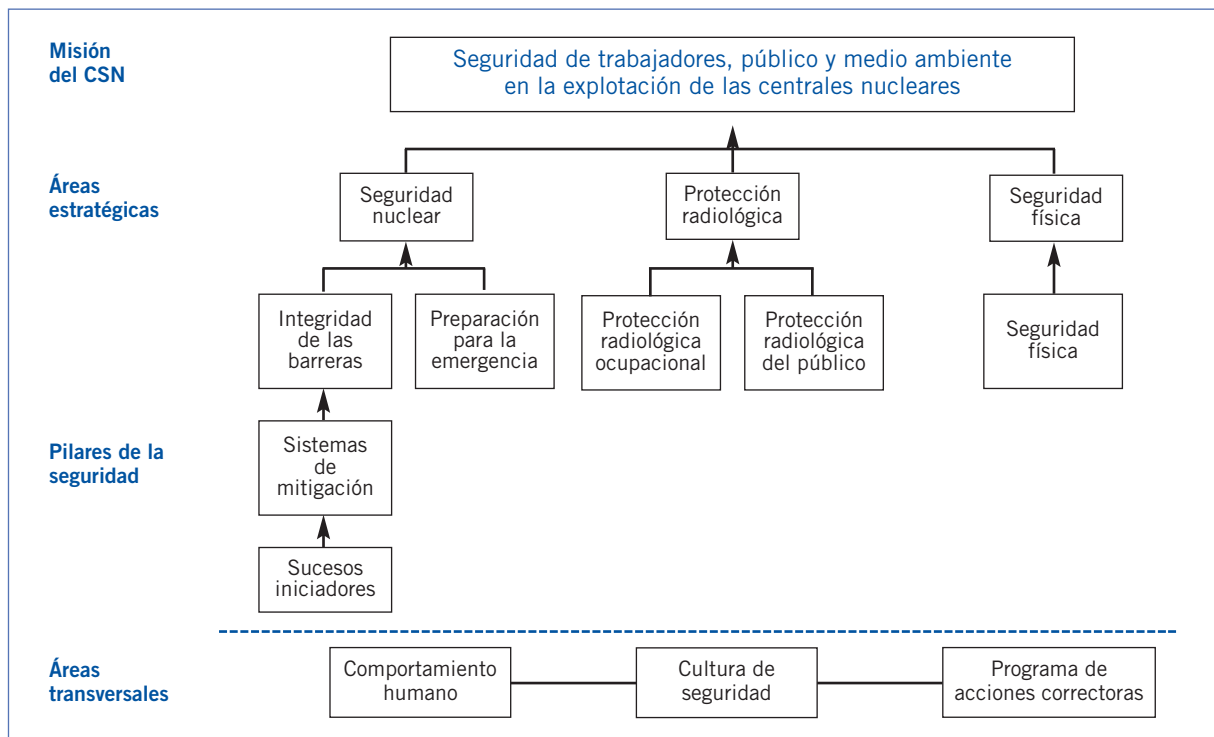 Misión
del CSN
Seguridad de trabajadores, público y medio ambiente
en la explotación de las centrales nucleares
Áreas
estratégicas
Seguridad
nuclear
Protección
radiológica
Seguridad
física
Integridad
de las
barreras
Preparación
para la
emergencia
Protección
radiológica
ocupacional
Protección
radiológica
del público
Seguridad
física
Pilares de la
seguridad
Sistemas
de
mitigación
Sucesos
iniciadores
Áreas
transversales
Comportamiento
humano
Cultura de
seguridad
Programa de
acciones correctoras